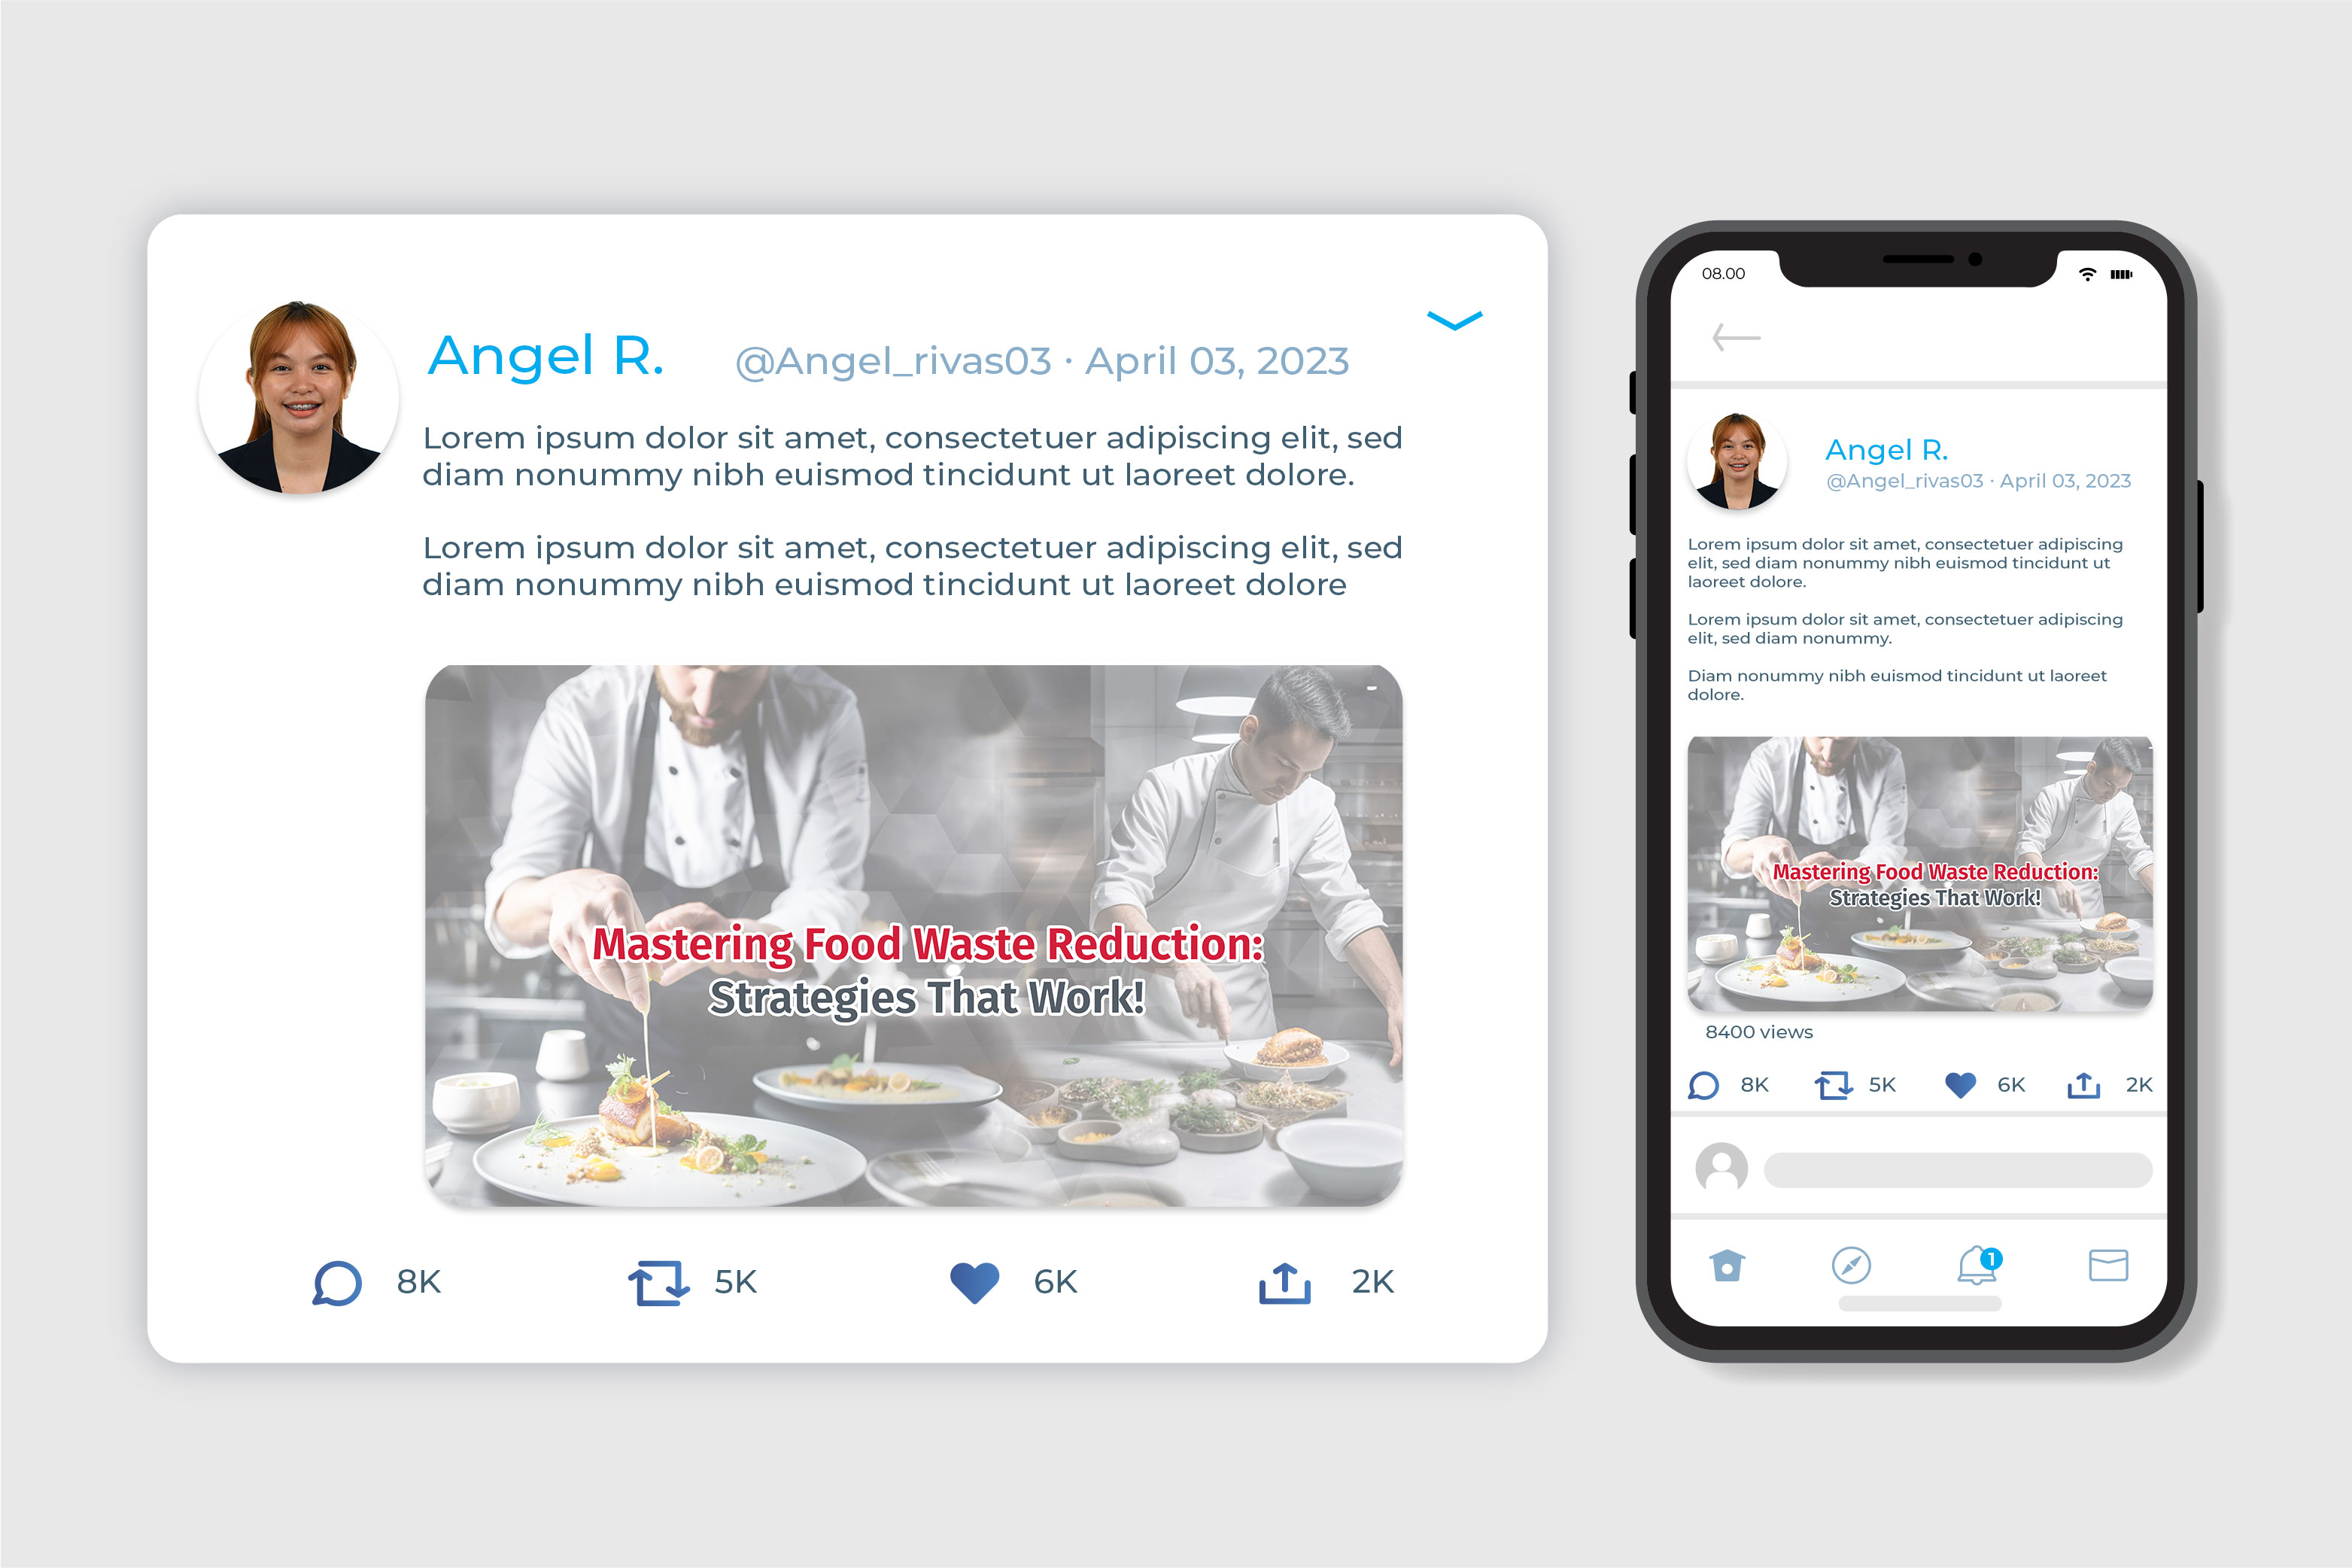 Angel R. @Angel_rivas03 · April 03, 2023
Lorem ipsum dolor sit amet, consectetuer adipiscing elit, sed
diam nonummy nibh euismod tincidunt ut laoreet dolore.
Lorem ipsum dolor sit amet, consectetuer adipiscing elit, sed
diam nonummy nibh euismod tincidunt ut laoreet dolore
Mastering Food Waste Reduction:
Strategies That Work!
8K 5K 6K 2K
08.00
Angel R.
@Angel_rivas03 · April 03, 2023
Lorem ipsum dolor sit amet, consectetuer adipiscing
elit, sed diam nonummy nibh euismod tincidunt ut
laoreet dolore.
Lorem ipsum dolor sit amet, consectetuer adipiscing
elit, sed diam nonummy.
Diam nonummy nibh euismod tincidunt ut laoreet
dolore.
Mastering Food Waste Reduction:
Strategies That Work!
8400 views
8K 5K 6K 2K
1